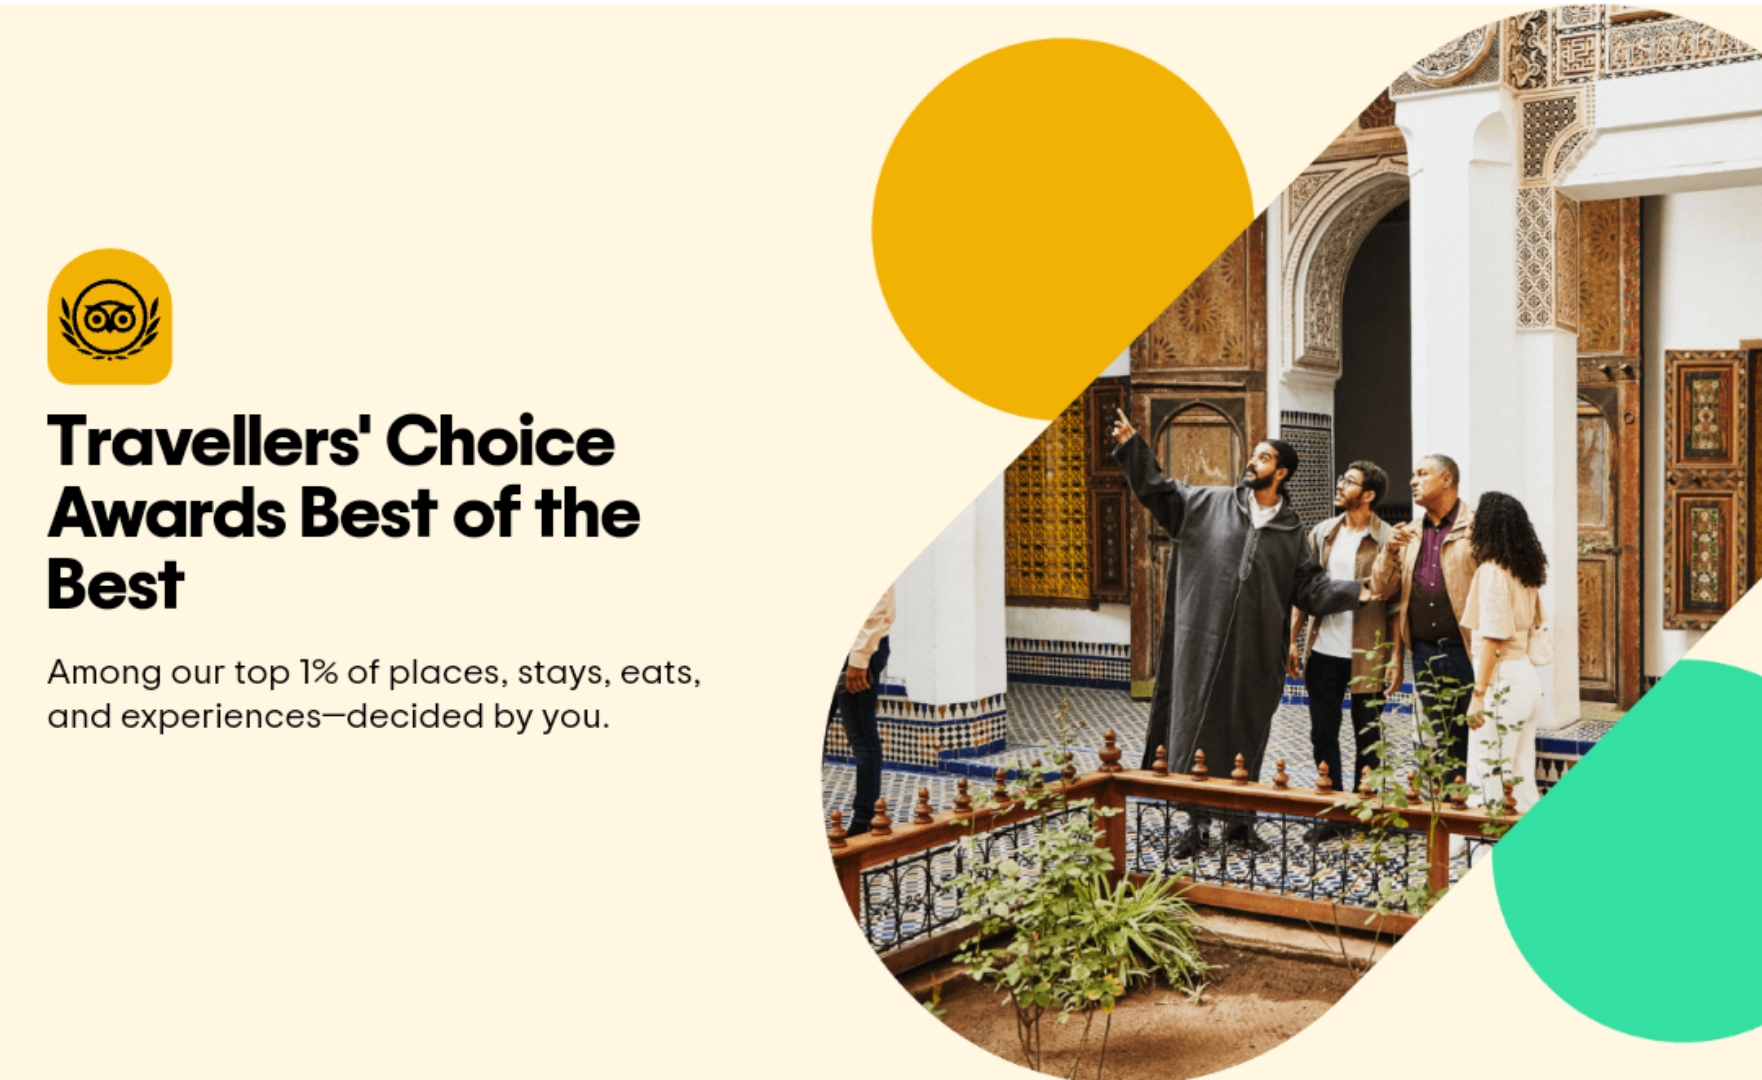 Travellers' Choice
Awards Best of the
Best
Among our top 1% of places, stays, eats,
and experiences—decided by you.